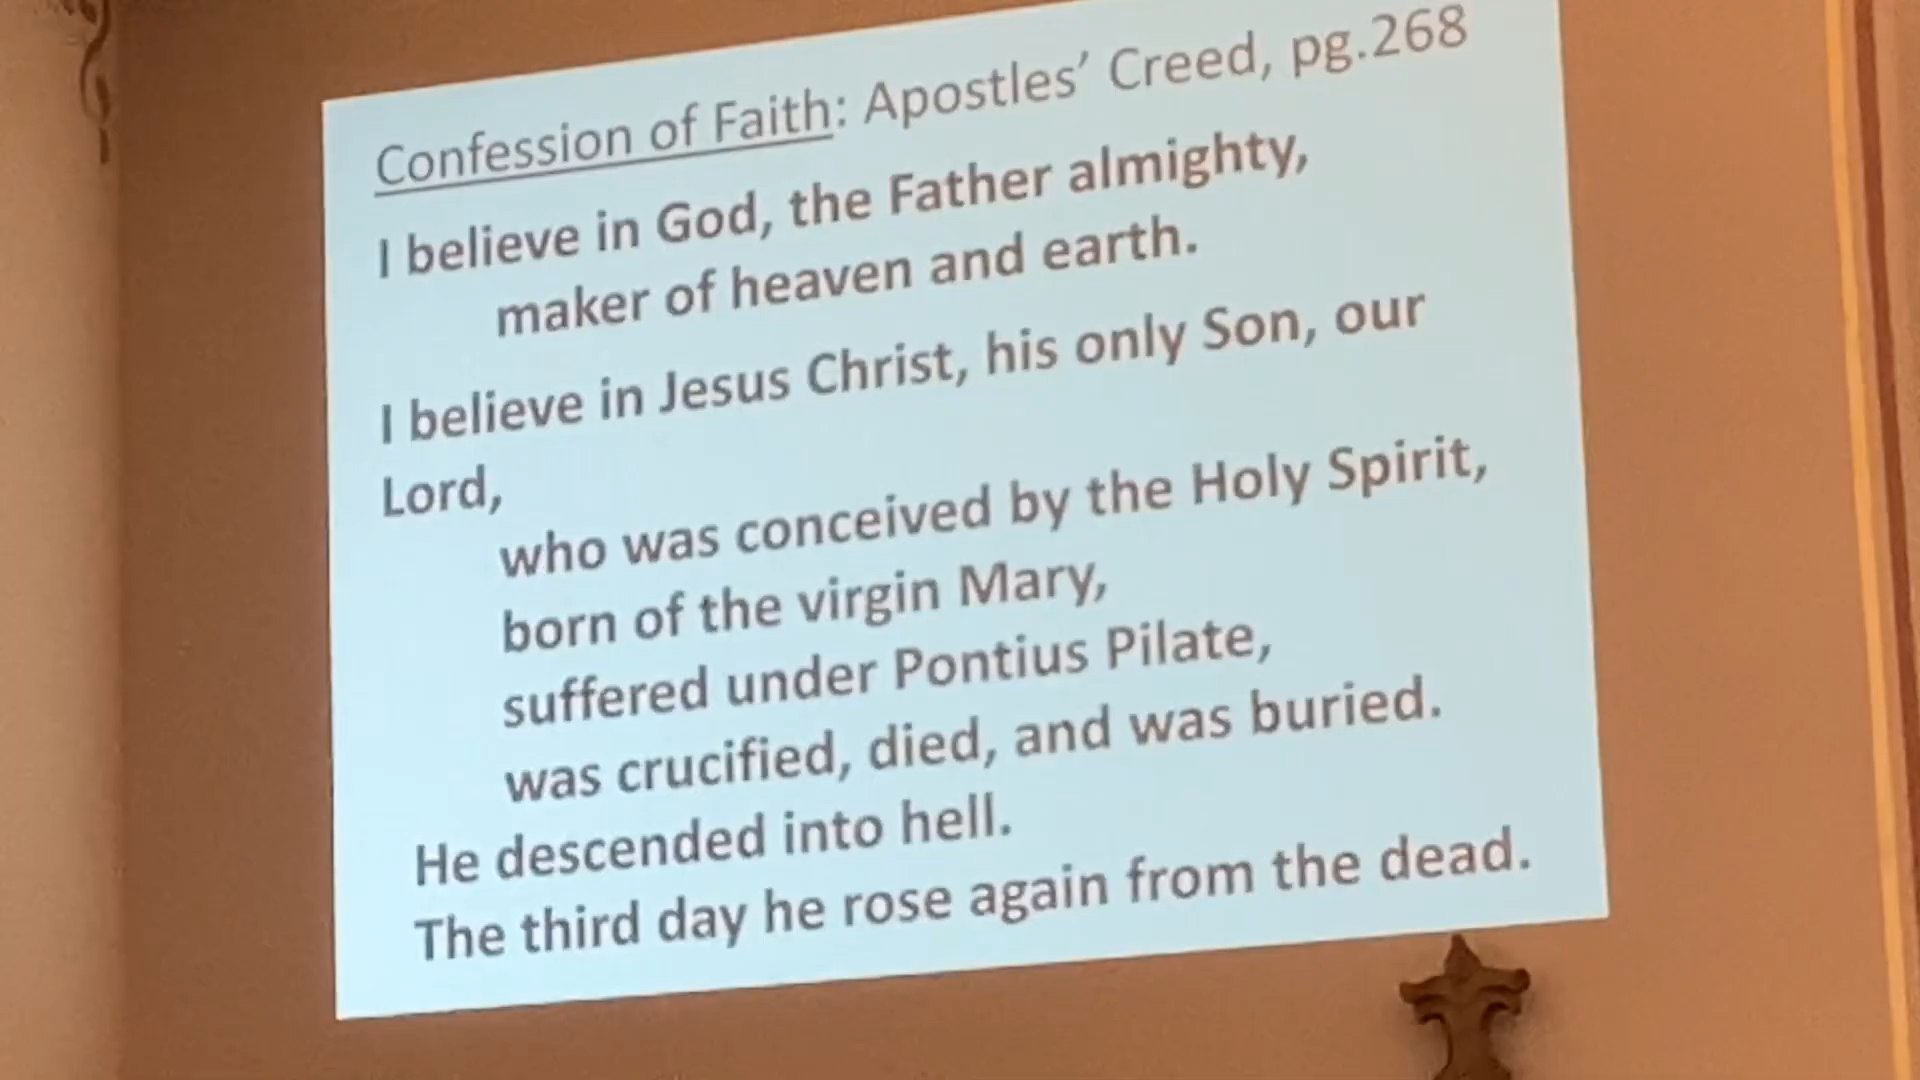 Confession of Faith: Apostles' Creed, pg.268
I believe in God, the Father almighty,
maker of heaven and earth.
I believe in Jesus Christ, his only Son, our
Lord,
who was conceived by the Holy Spirit,
born of the virgin Mary,
suffered under Pontius Pilate,
was crucified, died, and was buried.
He descended into hell.
The third day he rose again from the dead.